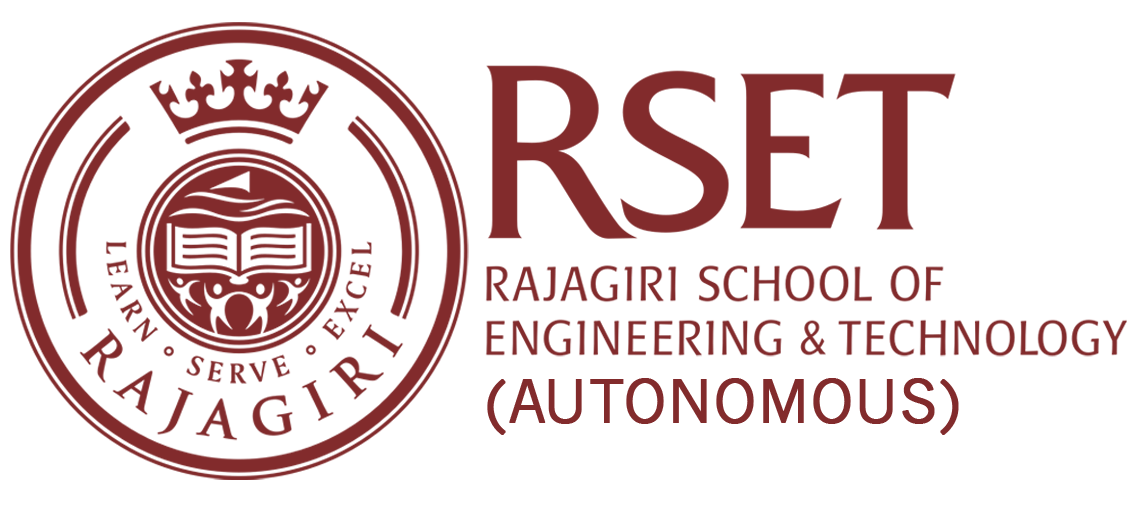 LEARN ∘ SERVE ∘ EXCEL
RAJAGIRI
RSET
RAJAGIRI SCHOOL OF
ENGINEERING & TECHNOLOGY
(AUTONOMOUS)